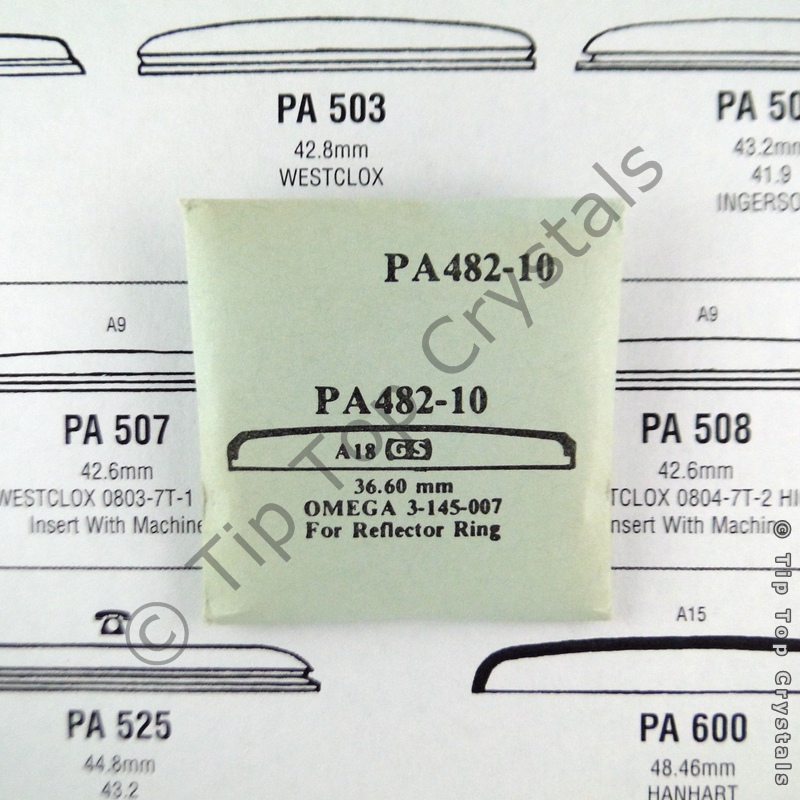 PA 503
42.8mm
WESTCLOX
PA 50
43.2mm
41.9
INGERSO
PA482-10
A9
A9
PA482-10
A18 GS
36.60 mm
OMEGA 3-145-007
For Reflector Ring
PA 507
42.6mm
WESTCLOX 0803-7T-1
Insert With Machine
PA 508
42.6mm
TCLOX 0804-7T-2 HI
nsert With Machin
A15
PA 525
44.8mm
43.2
PA 600
48.46mm
HANHART
© Tip Top Crystals
© Tip Top Crystals